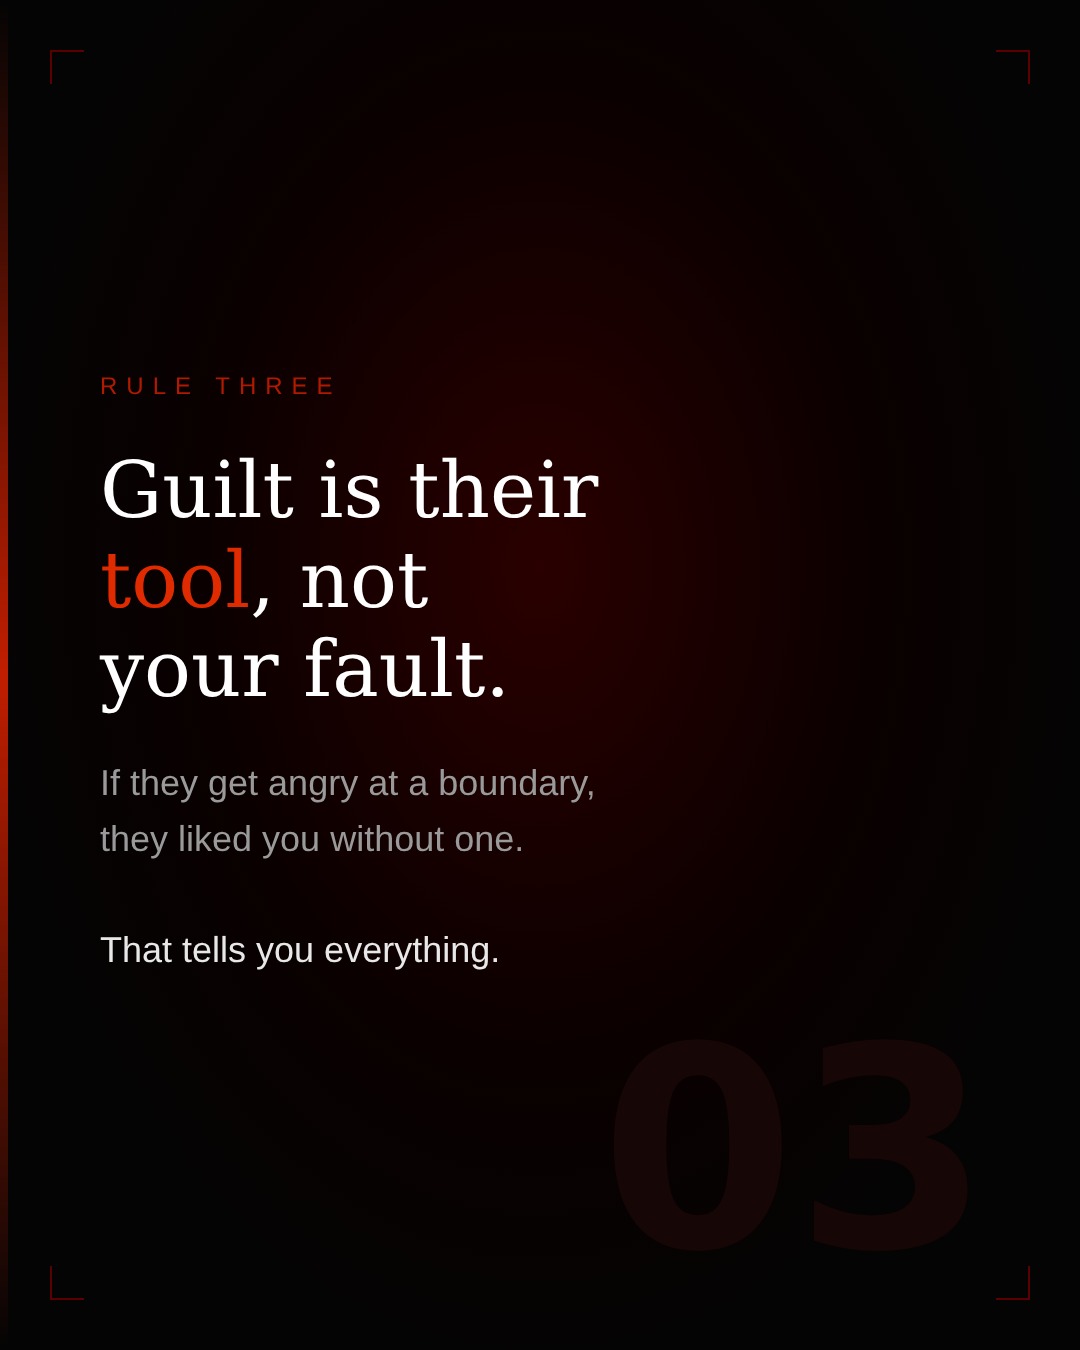 RULE THREE
Guilt is their
tool, not
your fault.
If they get angry at a boundary,
they liked you without one.
That tells you everything.
03